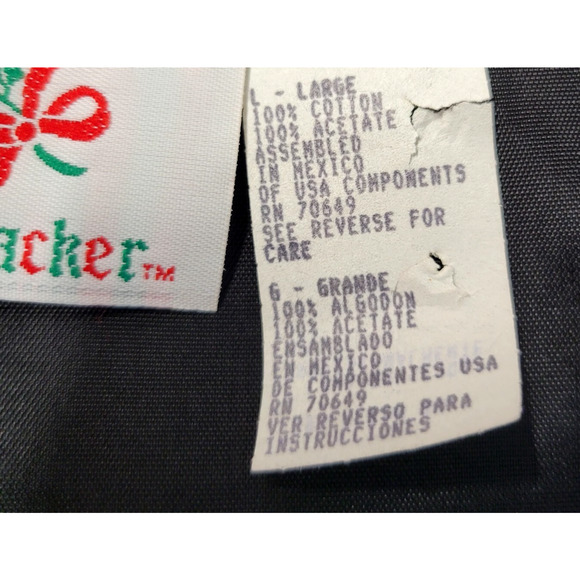 acker™
L - LARGE
100% COTTON
100% ACETATE
ASSEMBLED
IN MEXICO
OF USA COMPONENTS
RN 70649
SEE REVERSE FOR
CARE
G - GRANDE
100% ALGODON
100% ACETATE
ENSAMBLADO
EN MEXICO
DE COMPONENTES USA
RN 70649
VER REVERSO PARA
INSTRUCCIONES